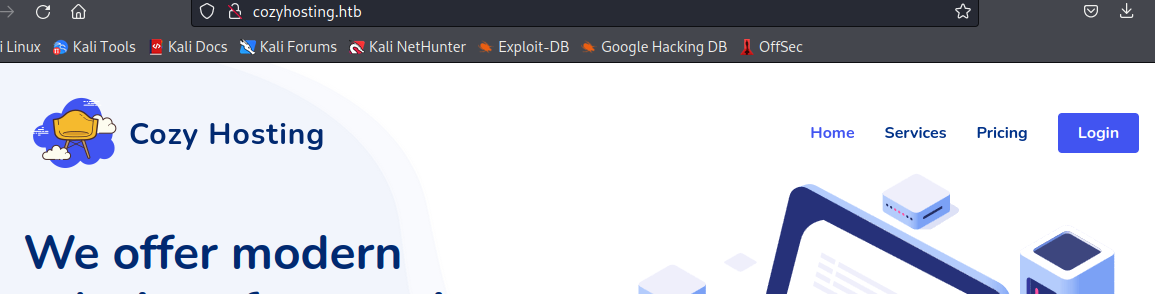 cozyhosting.htb
i Linux Kali Tools Kali Docs Kali Forums Kali NetHunter Exploit-DB Google Hacking DB OffSec
Cozy Hosting Home Services Pricing Login
We offer modern